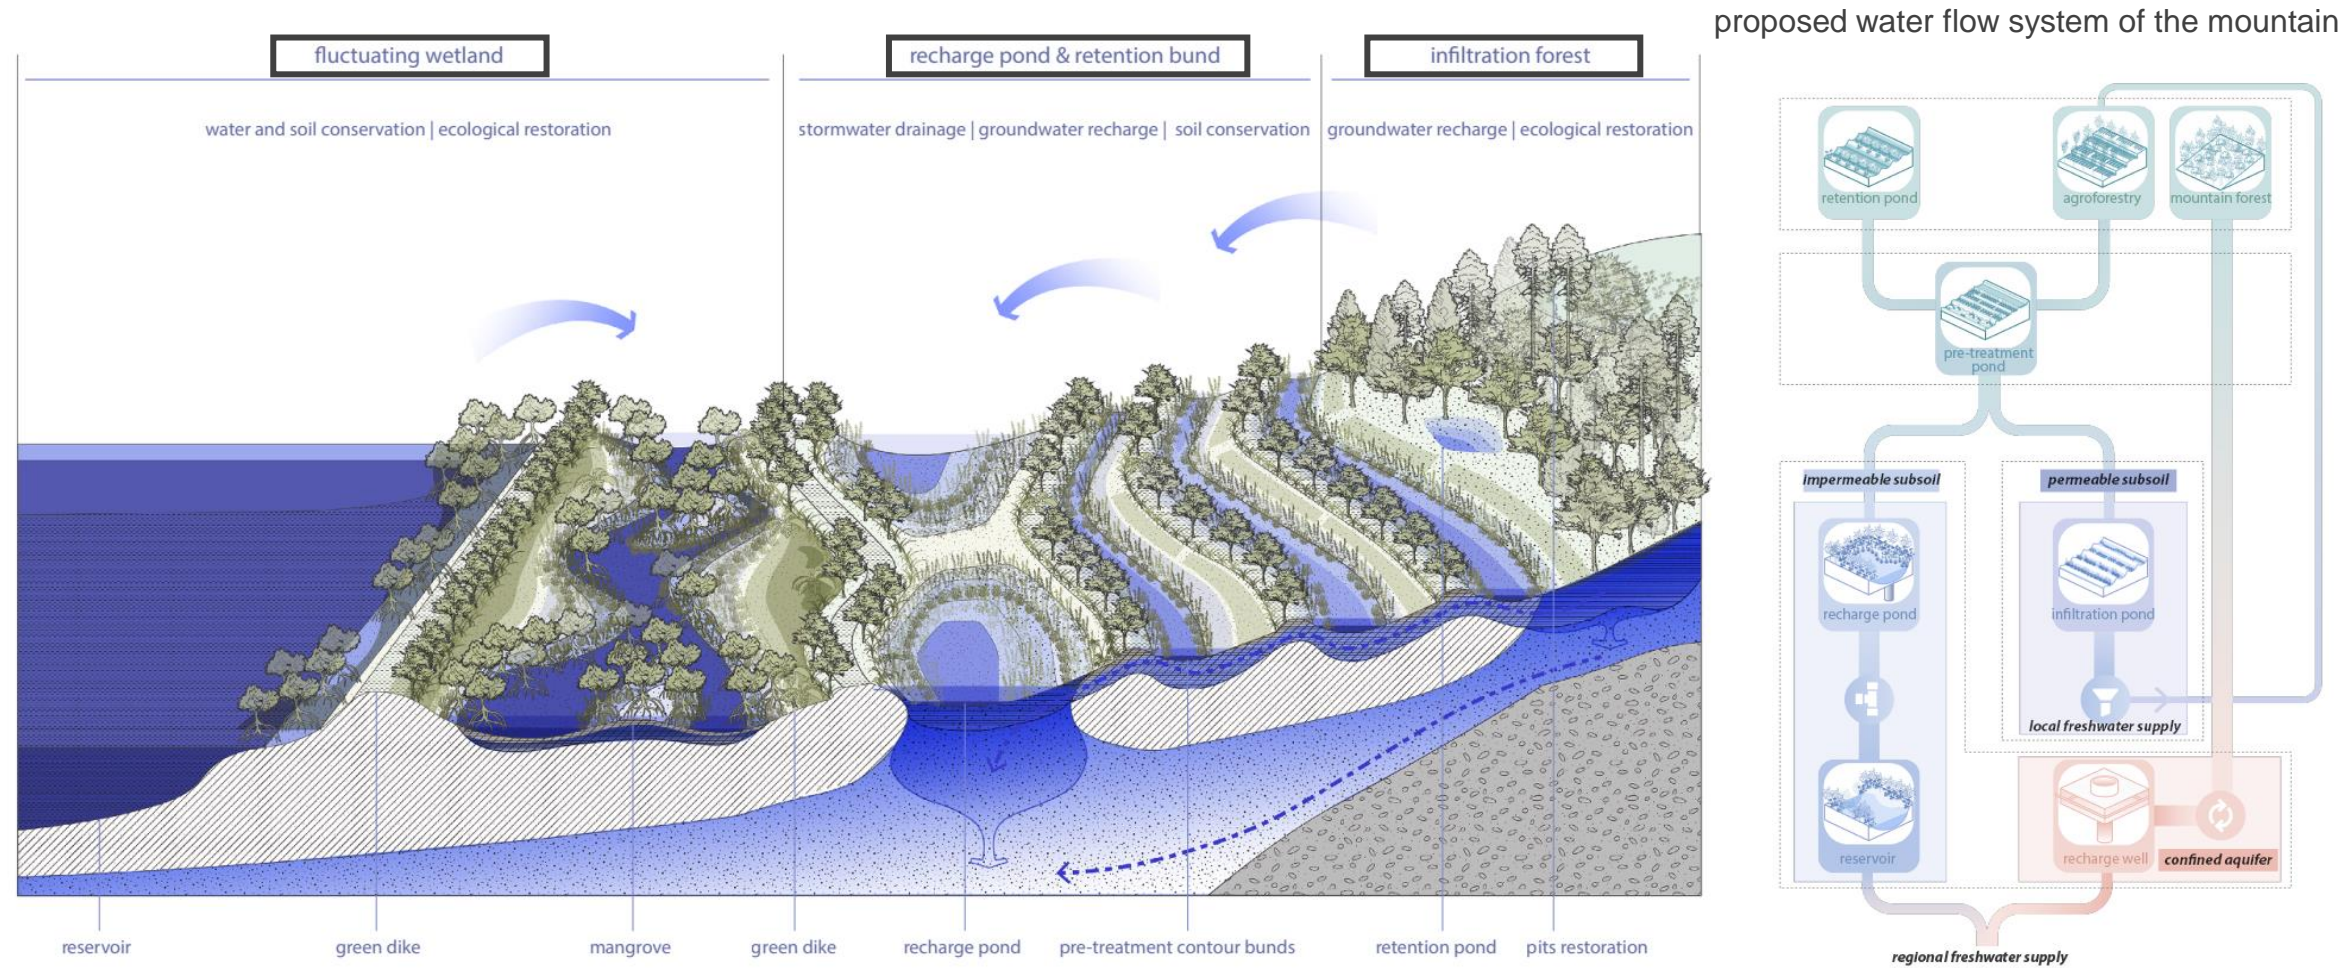 proposed water flow system of the mountain
fluctuating wetland
recharge pond & retention bund
infiltration forest
water and soil conservation | ecological restoration
stormwater drainage | groundwater recharge | soil conservation
groundwater recharge | ecological restoration
reservoir
green dike
mangrove
green dike
recharge pond
pre-treatment contour bunds
retention pond
pits restoration
retention pond
agroforestry
mountain forest
pre-treatment
pond
impermeable subsoil
permeable subsoil
recharge pond
infiltration pond
local freshwater supply
reservoir
recharge well
confined aquifer
regional freshwater supply